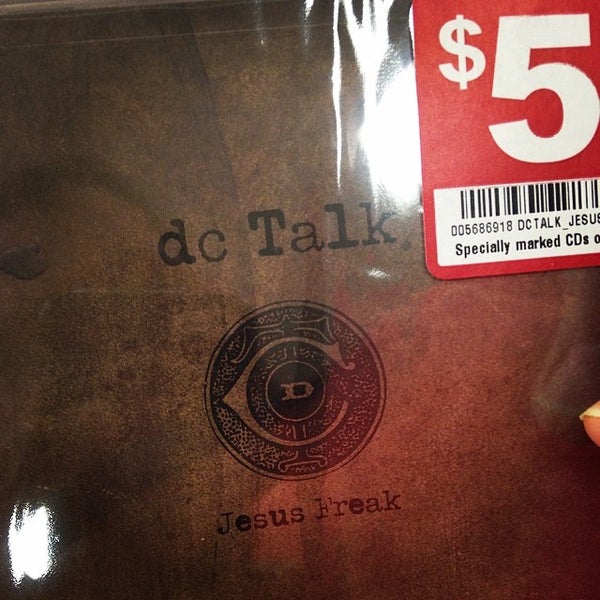 $5
005686918 DCTALK_JESUS
Specially marked CDs o
dc Talk.
D
Jesus Freak